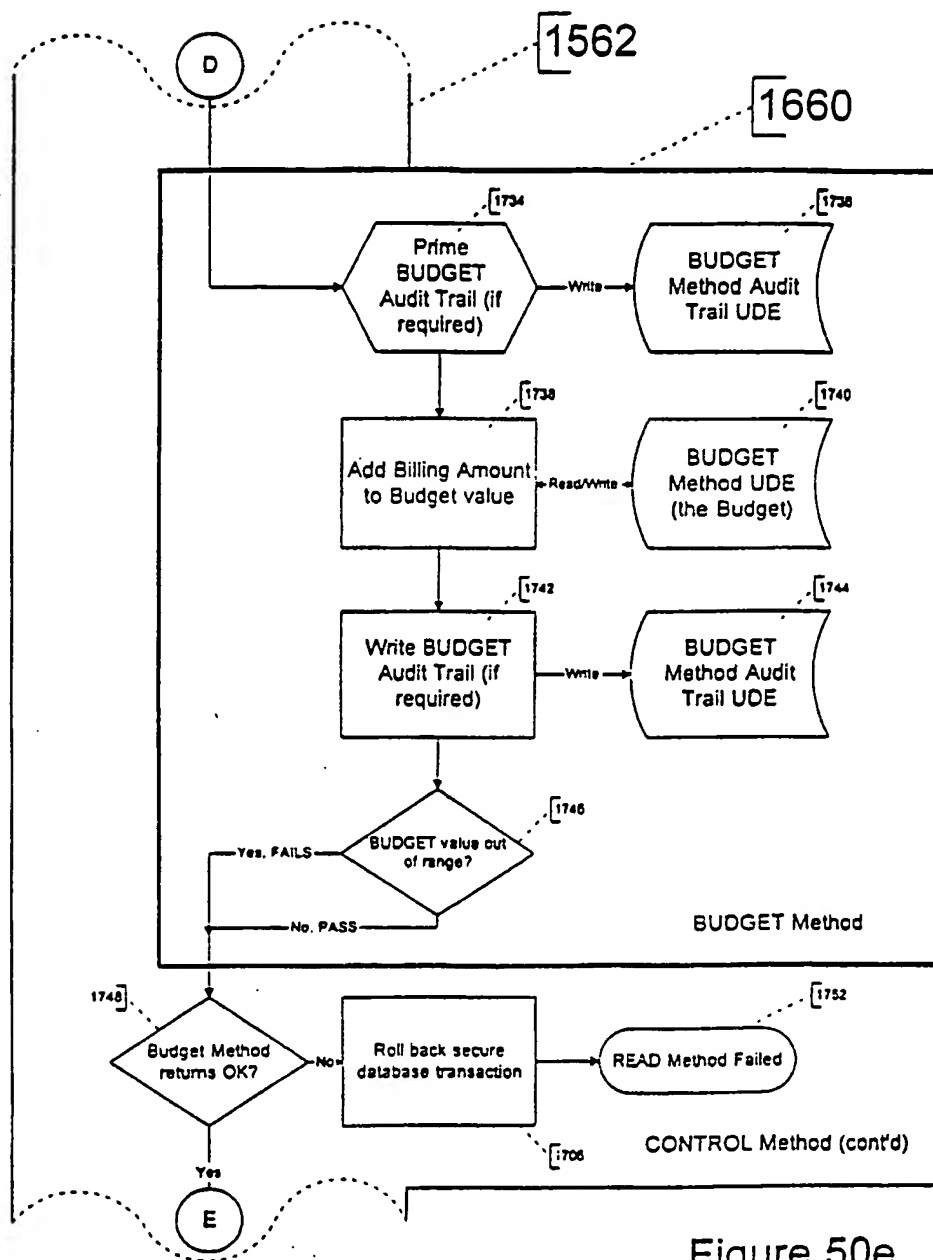 D
1562
1660
1734
Prime
BUDGET
Audit Trail (if
required)
Write
1736
BUDGET
Method Audit
Trail UDE
1738
Add Billing Amount
to Budget value
Read/Write
1740
BUDGET
Method UDE
(the Budget)
1742
Write BUDGET
Audit Trail (if
required)
Write
1744
BUDGET
Method Audit
Trail UDE
1746
BUDGET value out
of range?
Yes, FAILS
No, PASS
BUDGET Method
1748
Budget Method
returns OK?
No
Roll back secure
database transaction
1752
READ Method Failed
CONTROL Method (cont'd)
Yes
E
Figure 50e